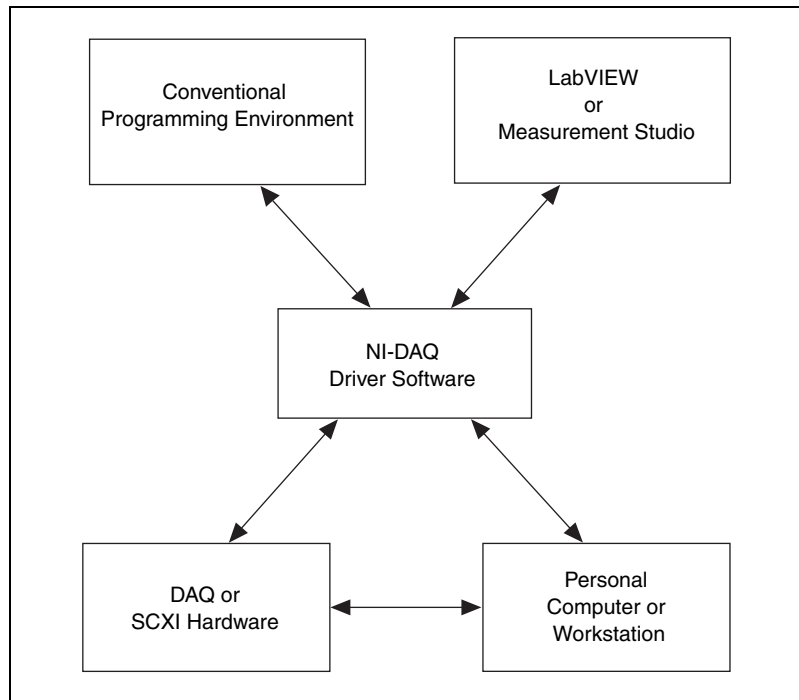 Conventional
Programming Environment
LabVIEW
or
Measurement Studio
NI-DAQ
Driver Software
DAQ or
SCXI Hardware
Personal
Computer or
Workstation